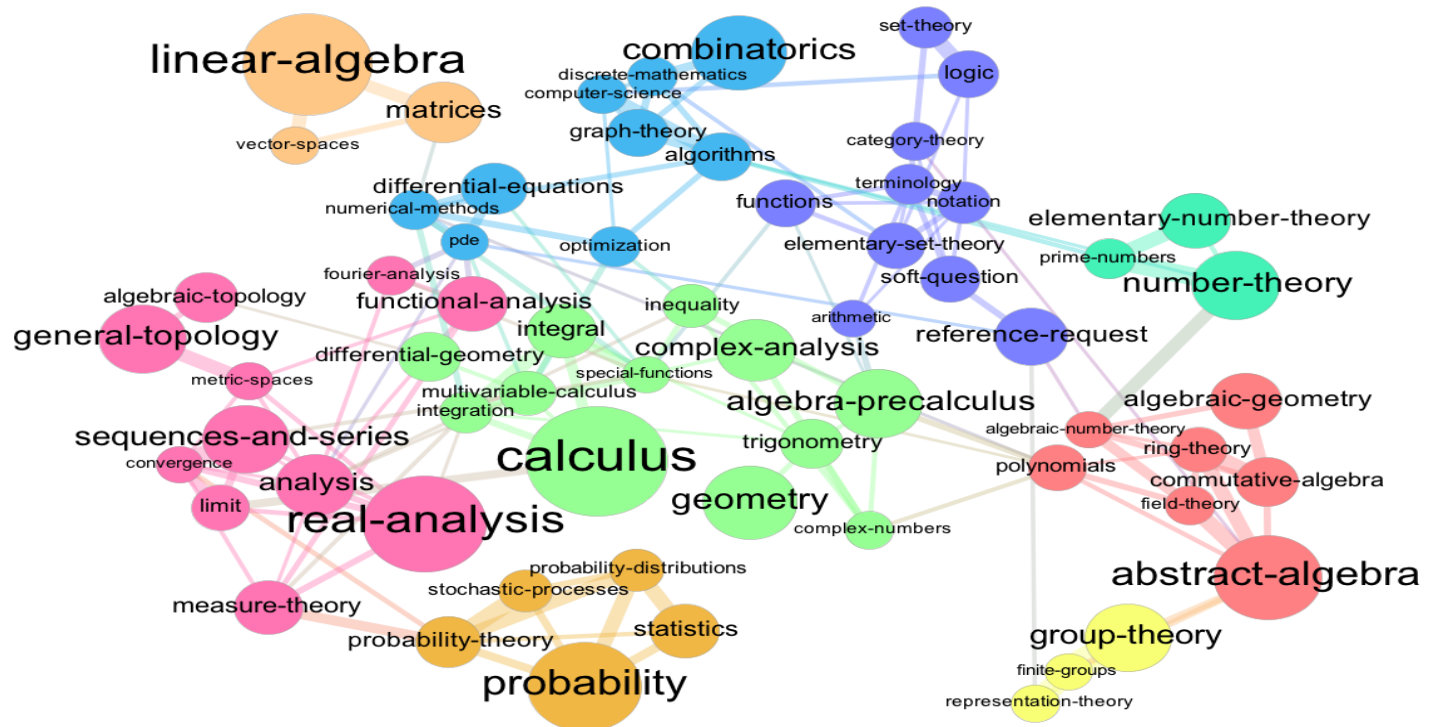 set-theory
combinatorics
linear-algebra
logic
discrete-mathematics
computer-science
matrices
graph-theory
category-theory
vector-spaces
algorithms
terminology
differential-equations
functions
notation
numerical-methods
elementary-number-theory
pde
optimization
elementary-set-theory
prime-numbers
fourier-analysis
soft-question
number-theory
algebraic-topology
functional-analysis
inequality
arithmetic
general-topology
integral
reference-request
differential-geometry
complex-analysis
metric-spaces
special-functions
multivariable-calculus
algebra-precalculus
algebraic-geometry
integration
algebraic-number-theory
sequences-and-series
trigonometry
ring-theory
convergence
calculus
polynomials
commutative-algebra
analysis
geometry
field-theory
limit
real-analysis
complex-numbers
probability-distributions
abstract-algebra
stochastic-processes
measure-theory
statistics
group-theory
probability-theory
finite-groups
probability
representation-theory